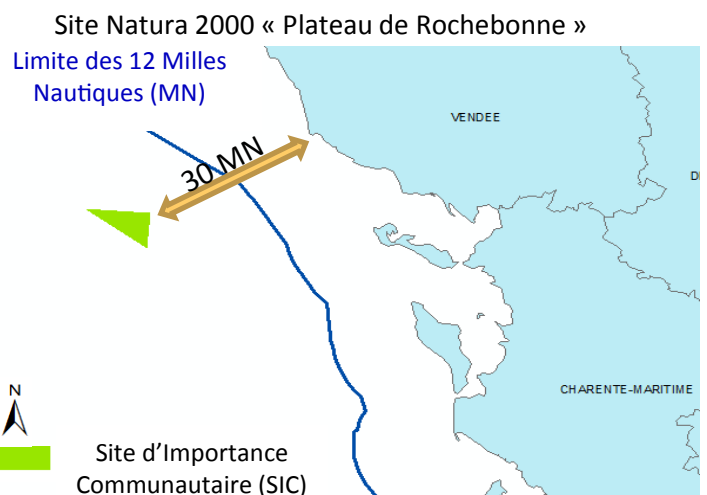 Site Natura 2000 « Plateau de Rochebonne »
Limite des 12 Milles
Nautiques (MN)
VENDEE
30 MN
D
CHARENTE-MARITIME
N
Site d’Importance
Communautaire (SIC)